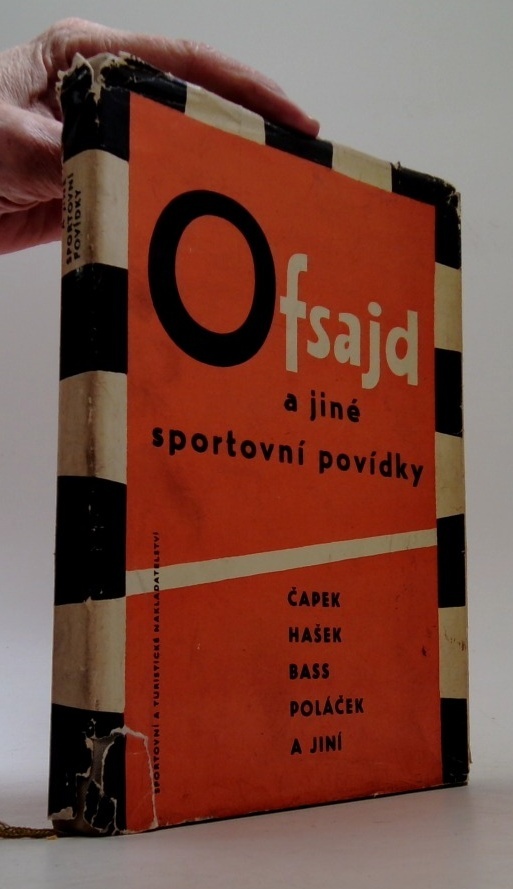 SPORTOVNÍ
POVÍDKY
Ofsajd
a jiné
sportovní povídky
SPORTOVNÍ A TURISTICKÉ NAKLADATELSTVÍ
ČAPEK
HAŠEK
BASS
POLÁČEK
A JINÍ